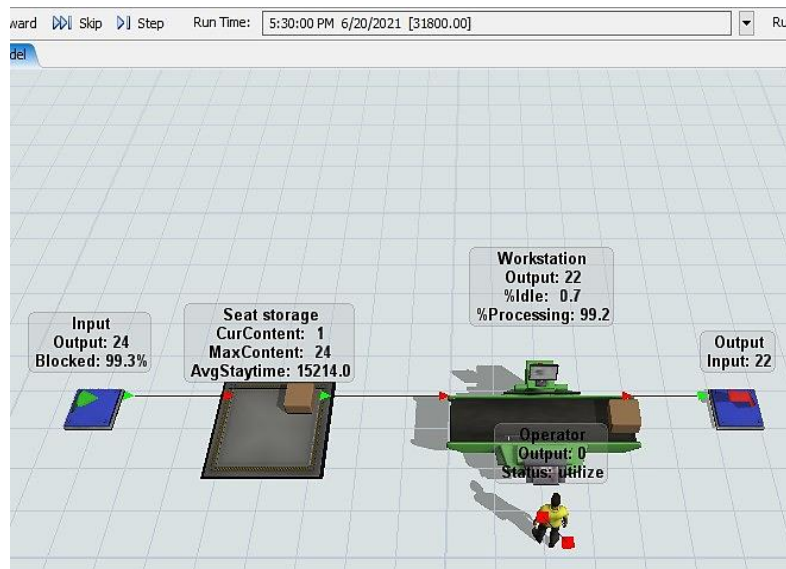 ward Skip Step Run Time: 5:30:00 PM 6/20/2021 [31800.00] Ru
del
Workstation
Output: 22
%Idle: 0.7
%Processing: 99.2
Seat storage
CurContent: 1
MaxContent: 24
AvgStaytime: 15214.0
Input
Output: 24
Blocked: 99.3%
Output
Input: 22
Operator
Output: 0
Status: utilize